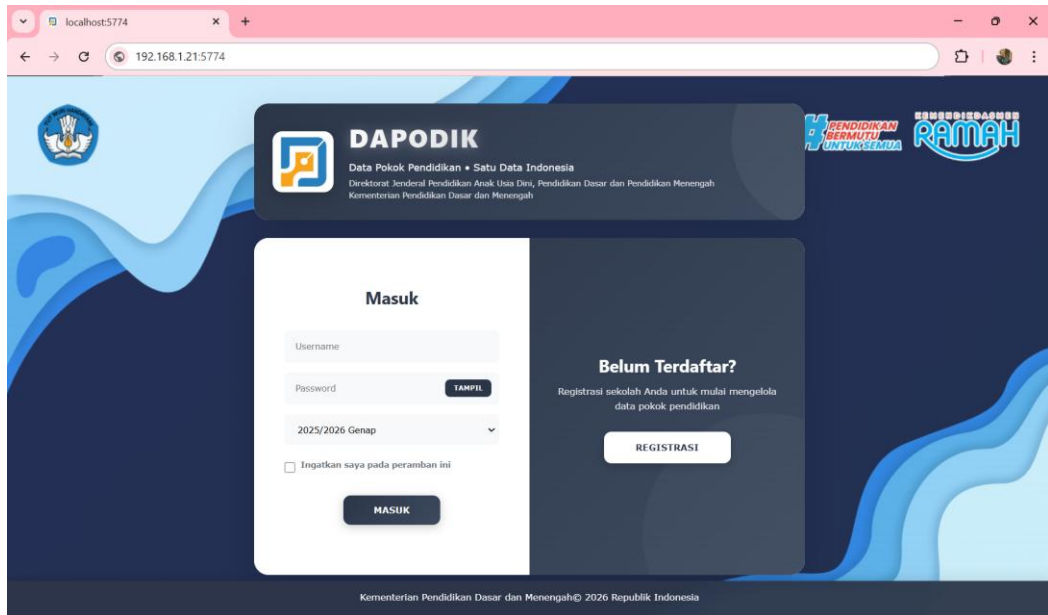 localhost:5774
192.168.1.21:5774
DAPODIK
Data Pokok Pendidikan • Satu Data Indonesia
Direktorat Jenderal Pendidikan Anak Usia Dini, Pendidikan Dasar dan Pendidikan Menengah
Kementerian Pendidikan Dasar dan Menengah
#PENDIDIKAN
BERMUTU
UNTUK SEMUA
KEMENDIKDASMEN
RAMAH
Masuk
Username
Password
TAMPIL
2025/2026 Genap
Ingatkan saya pada peramban ini
MASUK
Belum Terdaftar?
Registrasi sekolah Anda untuk mulai mengelola
data pokok pendidikan
REGISTRASI
Kementerian Pendidikan Dasar dan Menengah© 2026 Republik Indonesia